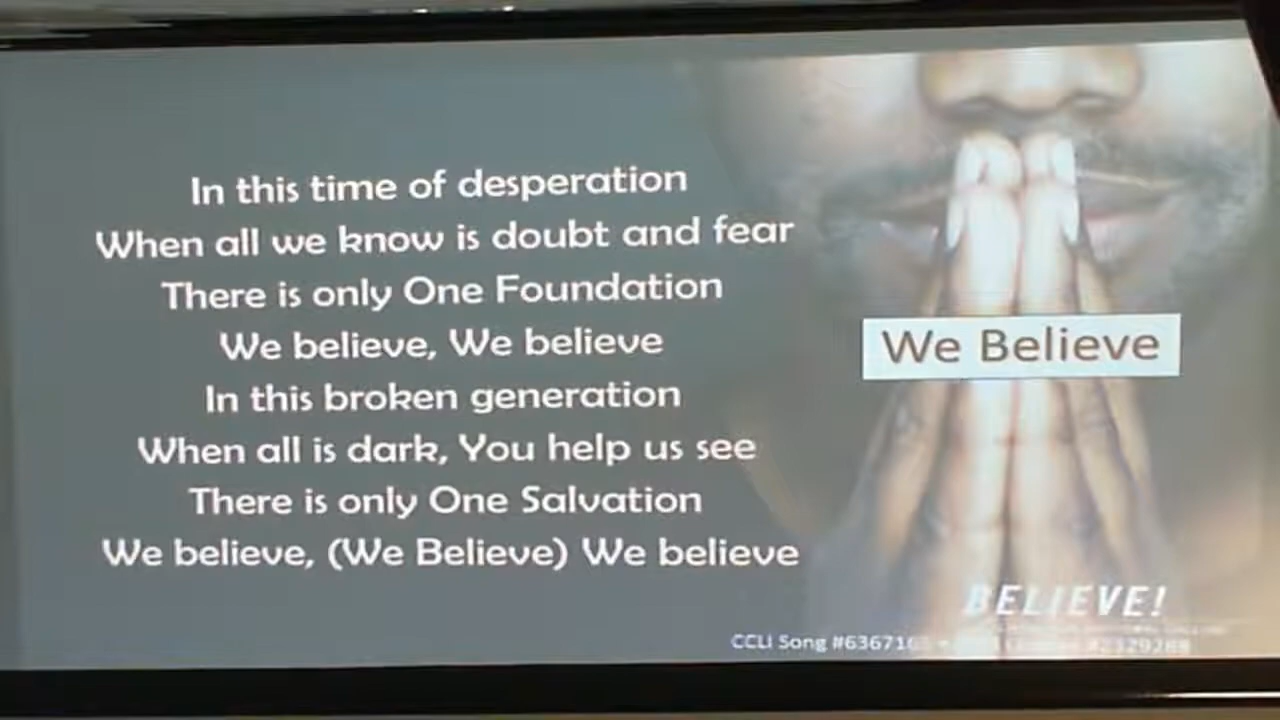 In this time of desperation
When all we know is doubt and fear
There is only One Foundation
We believe, We believe
In this broken generation
When all is dark, You help us see
There is only One Salvation
We believe, (We Believe) We believe
We Believe
BELIEVE!
CCLI Song